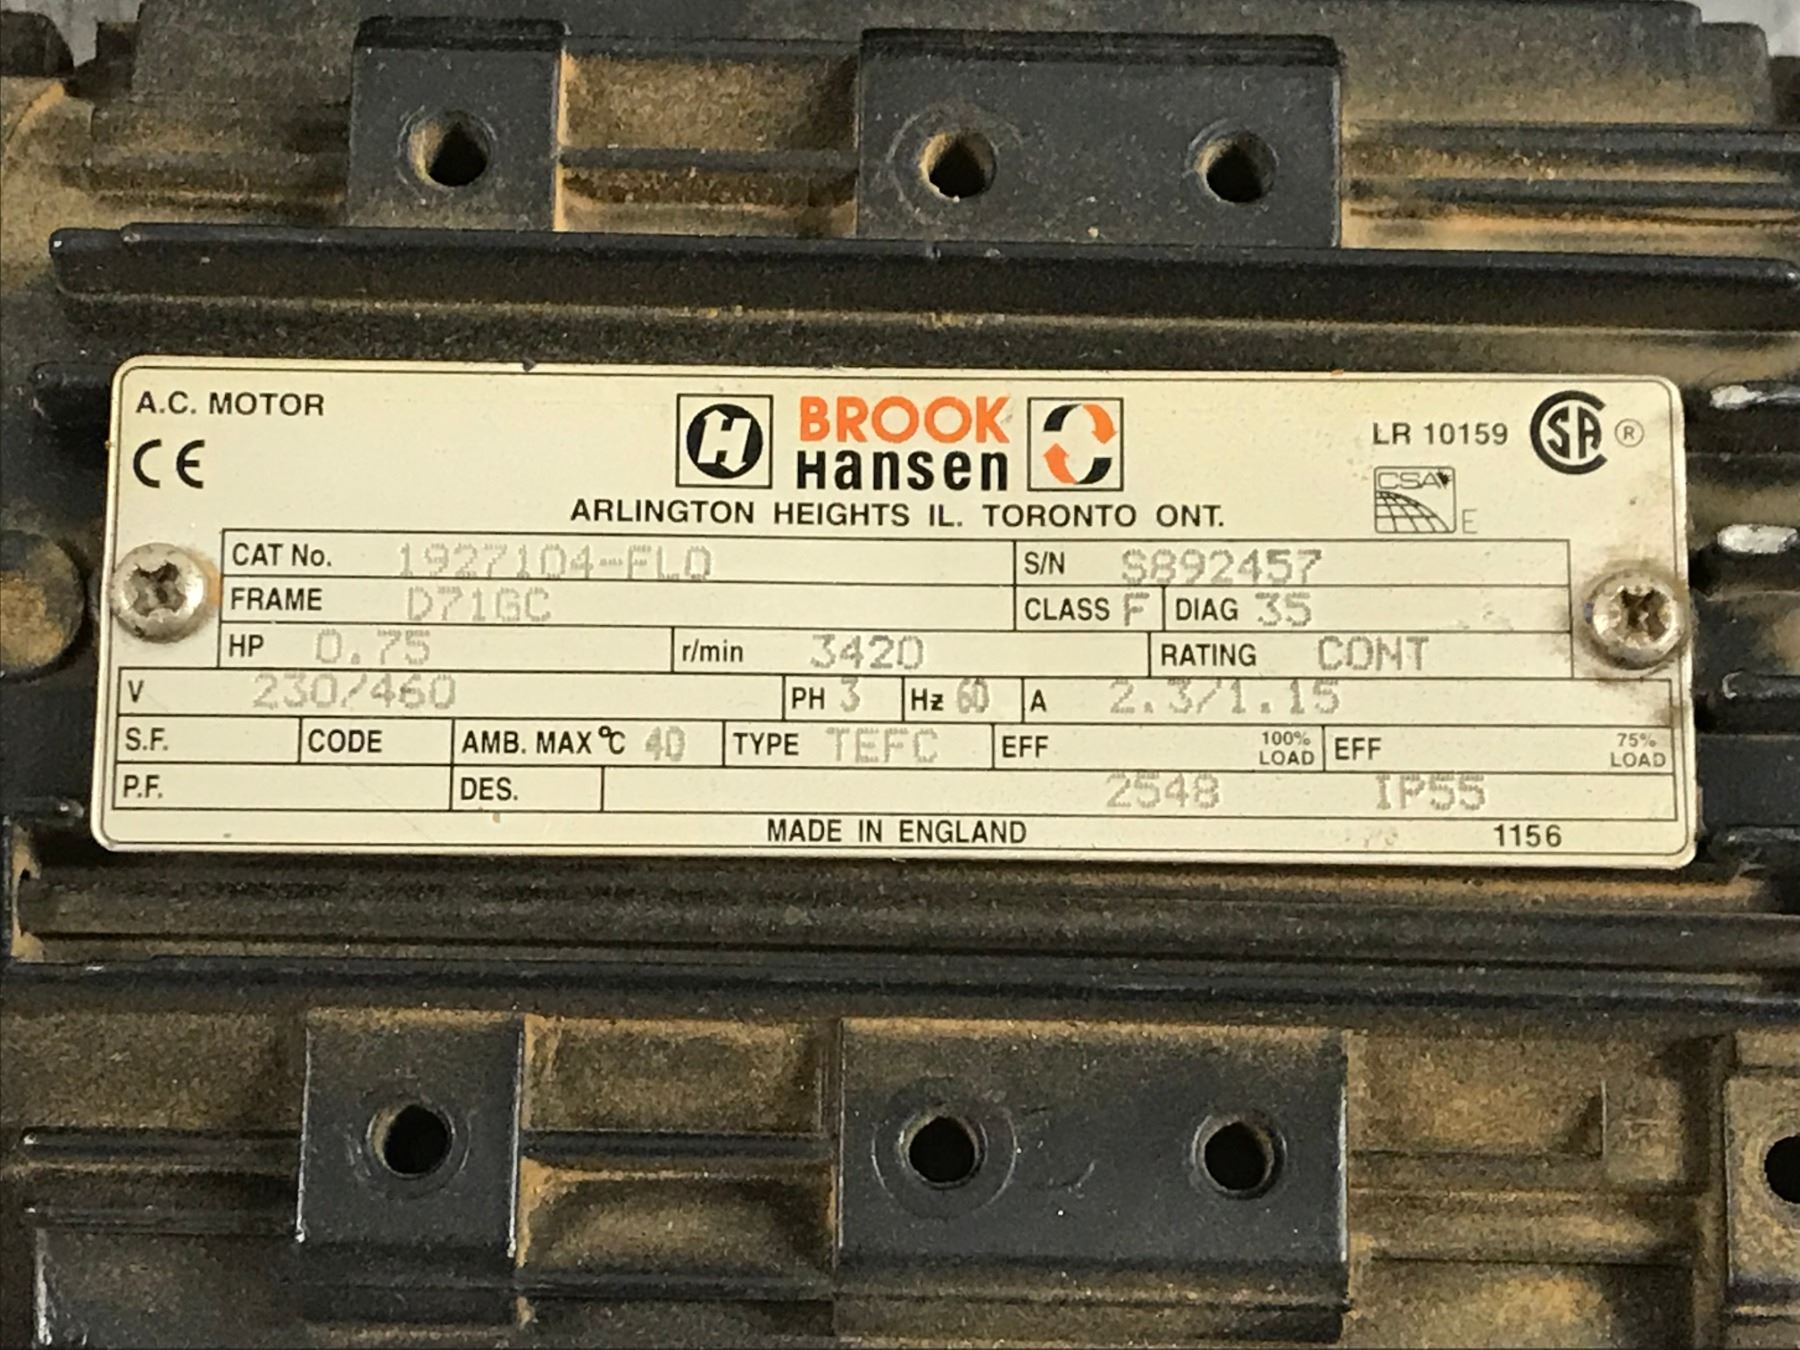 A.C. MOTOR
CE
H BROOK
Hansen
LR 10159 CSA ®
CSA E
ARLINGTON HEIGHTS IL. TORONTO ONT.
CAT No. 1927104-FLO S/N S892457
FRAME D71GC CLASS F DIAG 35
HP 0.75 r/min 3420 RATING CONT
V 230/460 PH 3 Hz 60 A 2.3/1.15
S.F. CODE AMB. MAX °C 40 TYPE TEFC EFF 100% LOAD EFF 75% LOAD
P.F. DES. 2548 IP55
MADE IN ENGLAND 1156